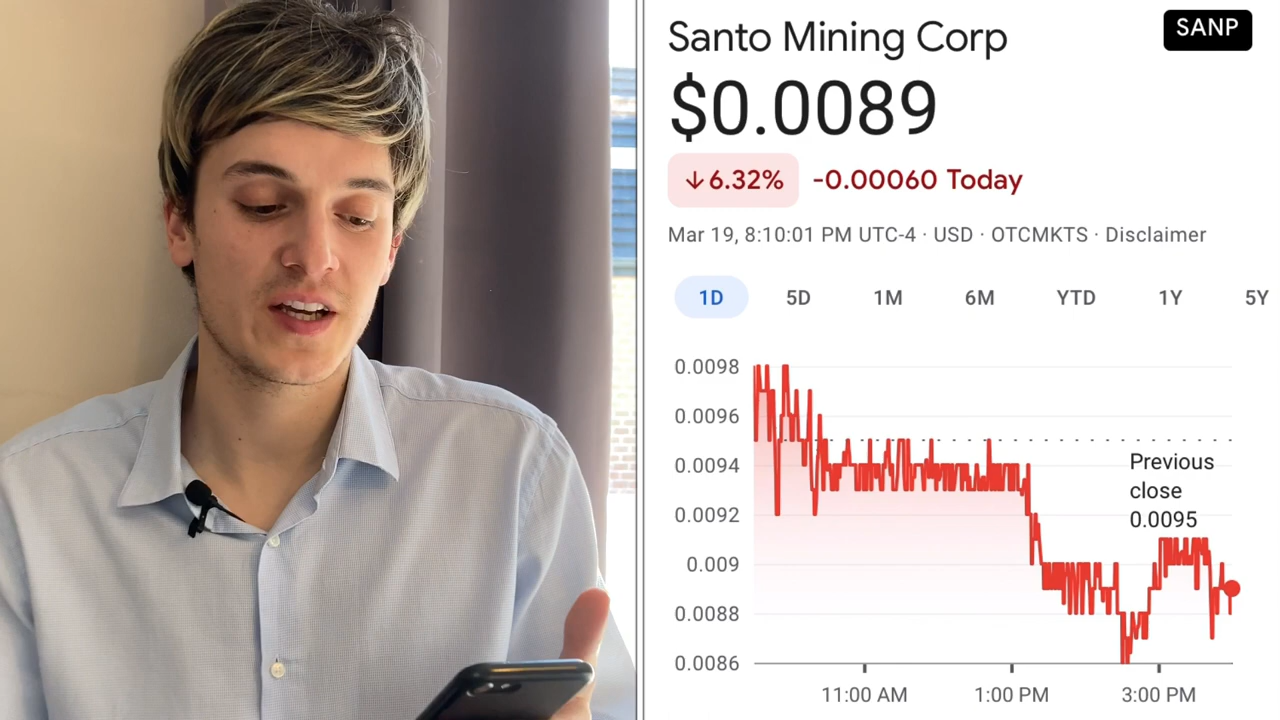 Santo Mining Corp
SANP
$0.0089
↓6.32% -0.00060 Today
Mar 19, 8:10:01 PM UTC-4 · USD · OTCMKTS · Disclaimer
1D 5D 1M 6M YTD 1Y 5Y
0.0098
0.0096
0.0094
0.0092
0.009
0.0088
0.0086
Previous
close
0.0095
11:00 AM 1:00 PM 3:00 PM